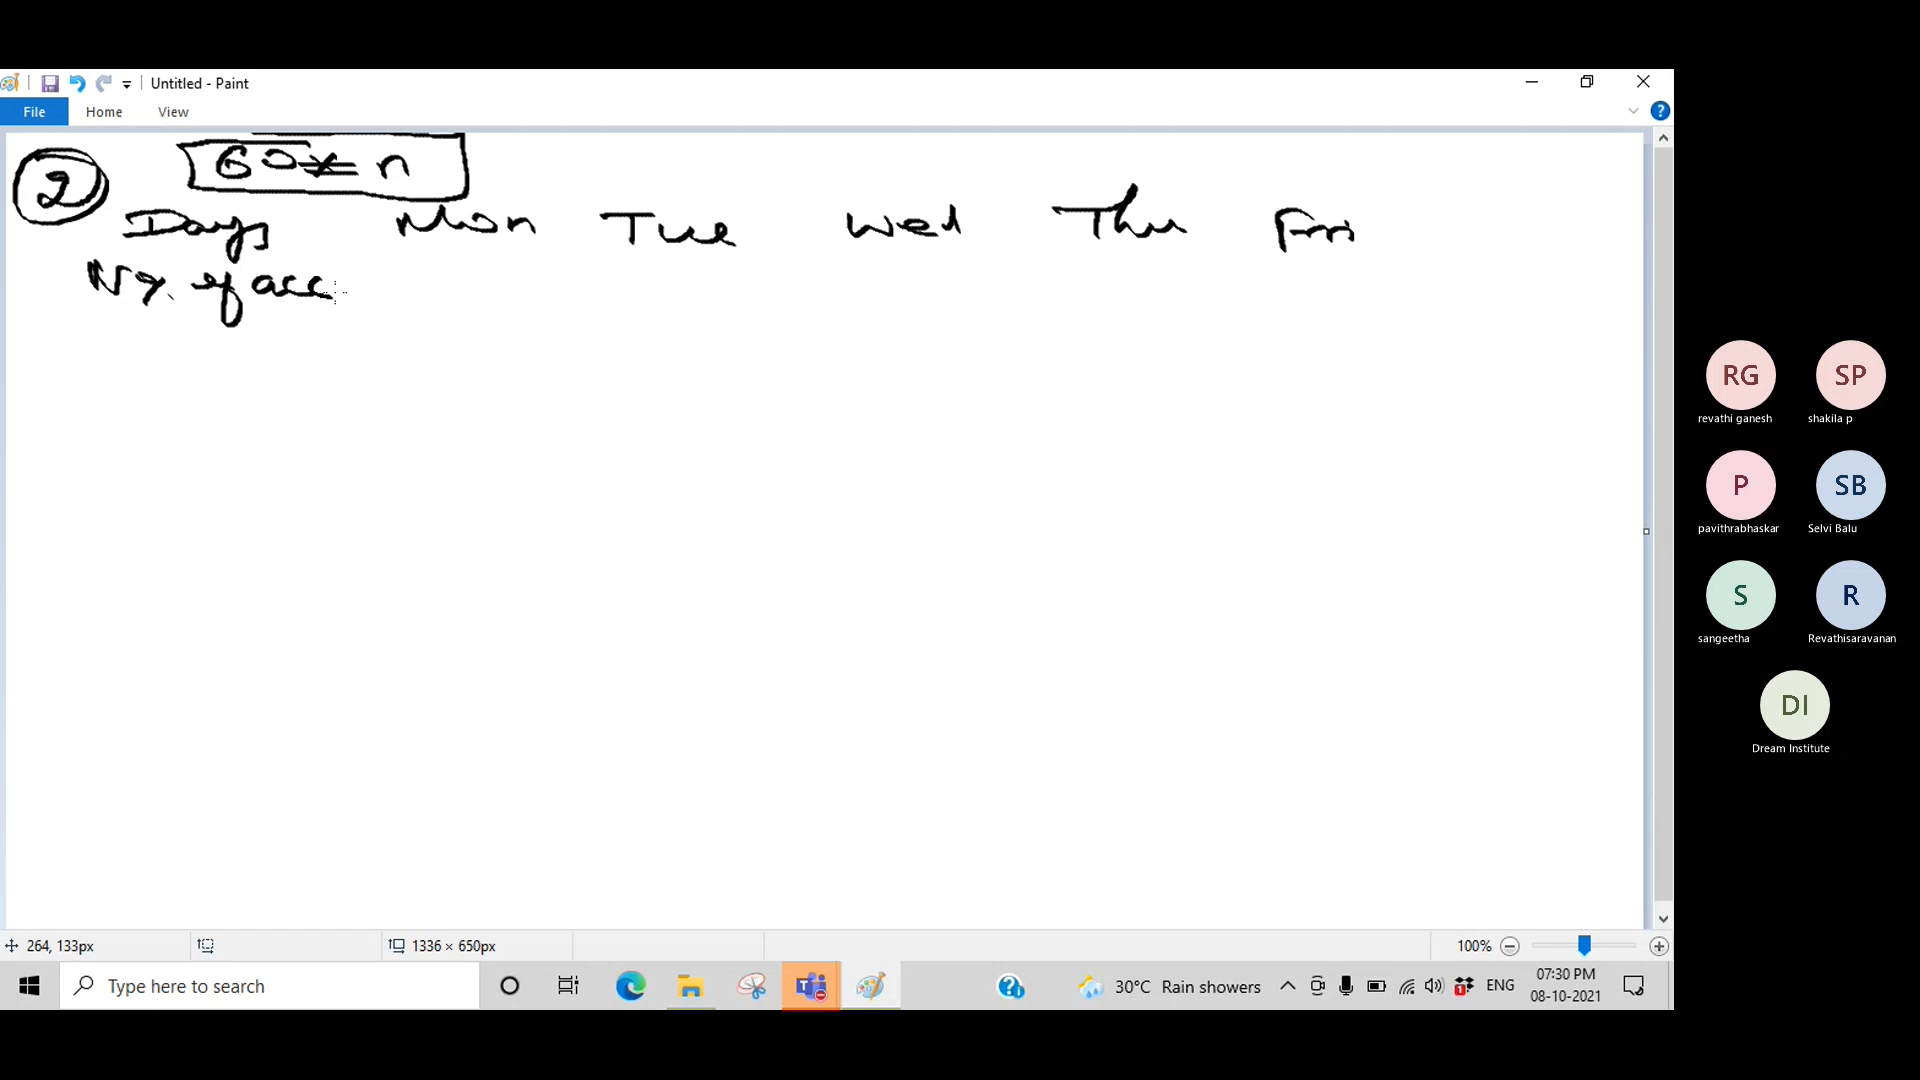 Untitled - Paint
File Home View
2 60 * n
Days Mon Tue Wed Thu Fri
No. of acc
RG SP
revathi ganesh shakila p
P SB
pavithrabhaskar Selvi Balu
S R
sangeetha Revathisaravanan
DI
Dream Institute
264, 133px 1336 × 650px 100%
Type here to search 30°C Rain showers ENG 07:30 PM
08-10-2021